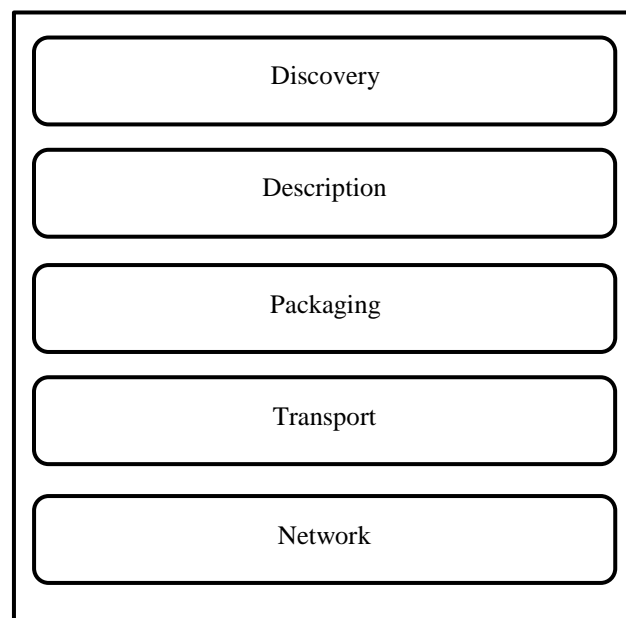 Discovery
Description
Packaging
Transport
Network